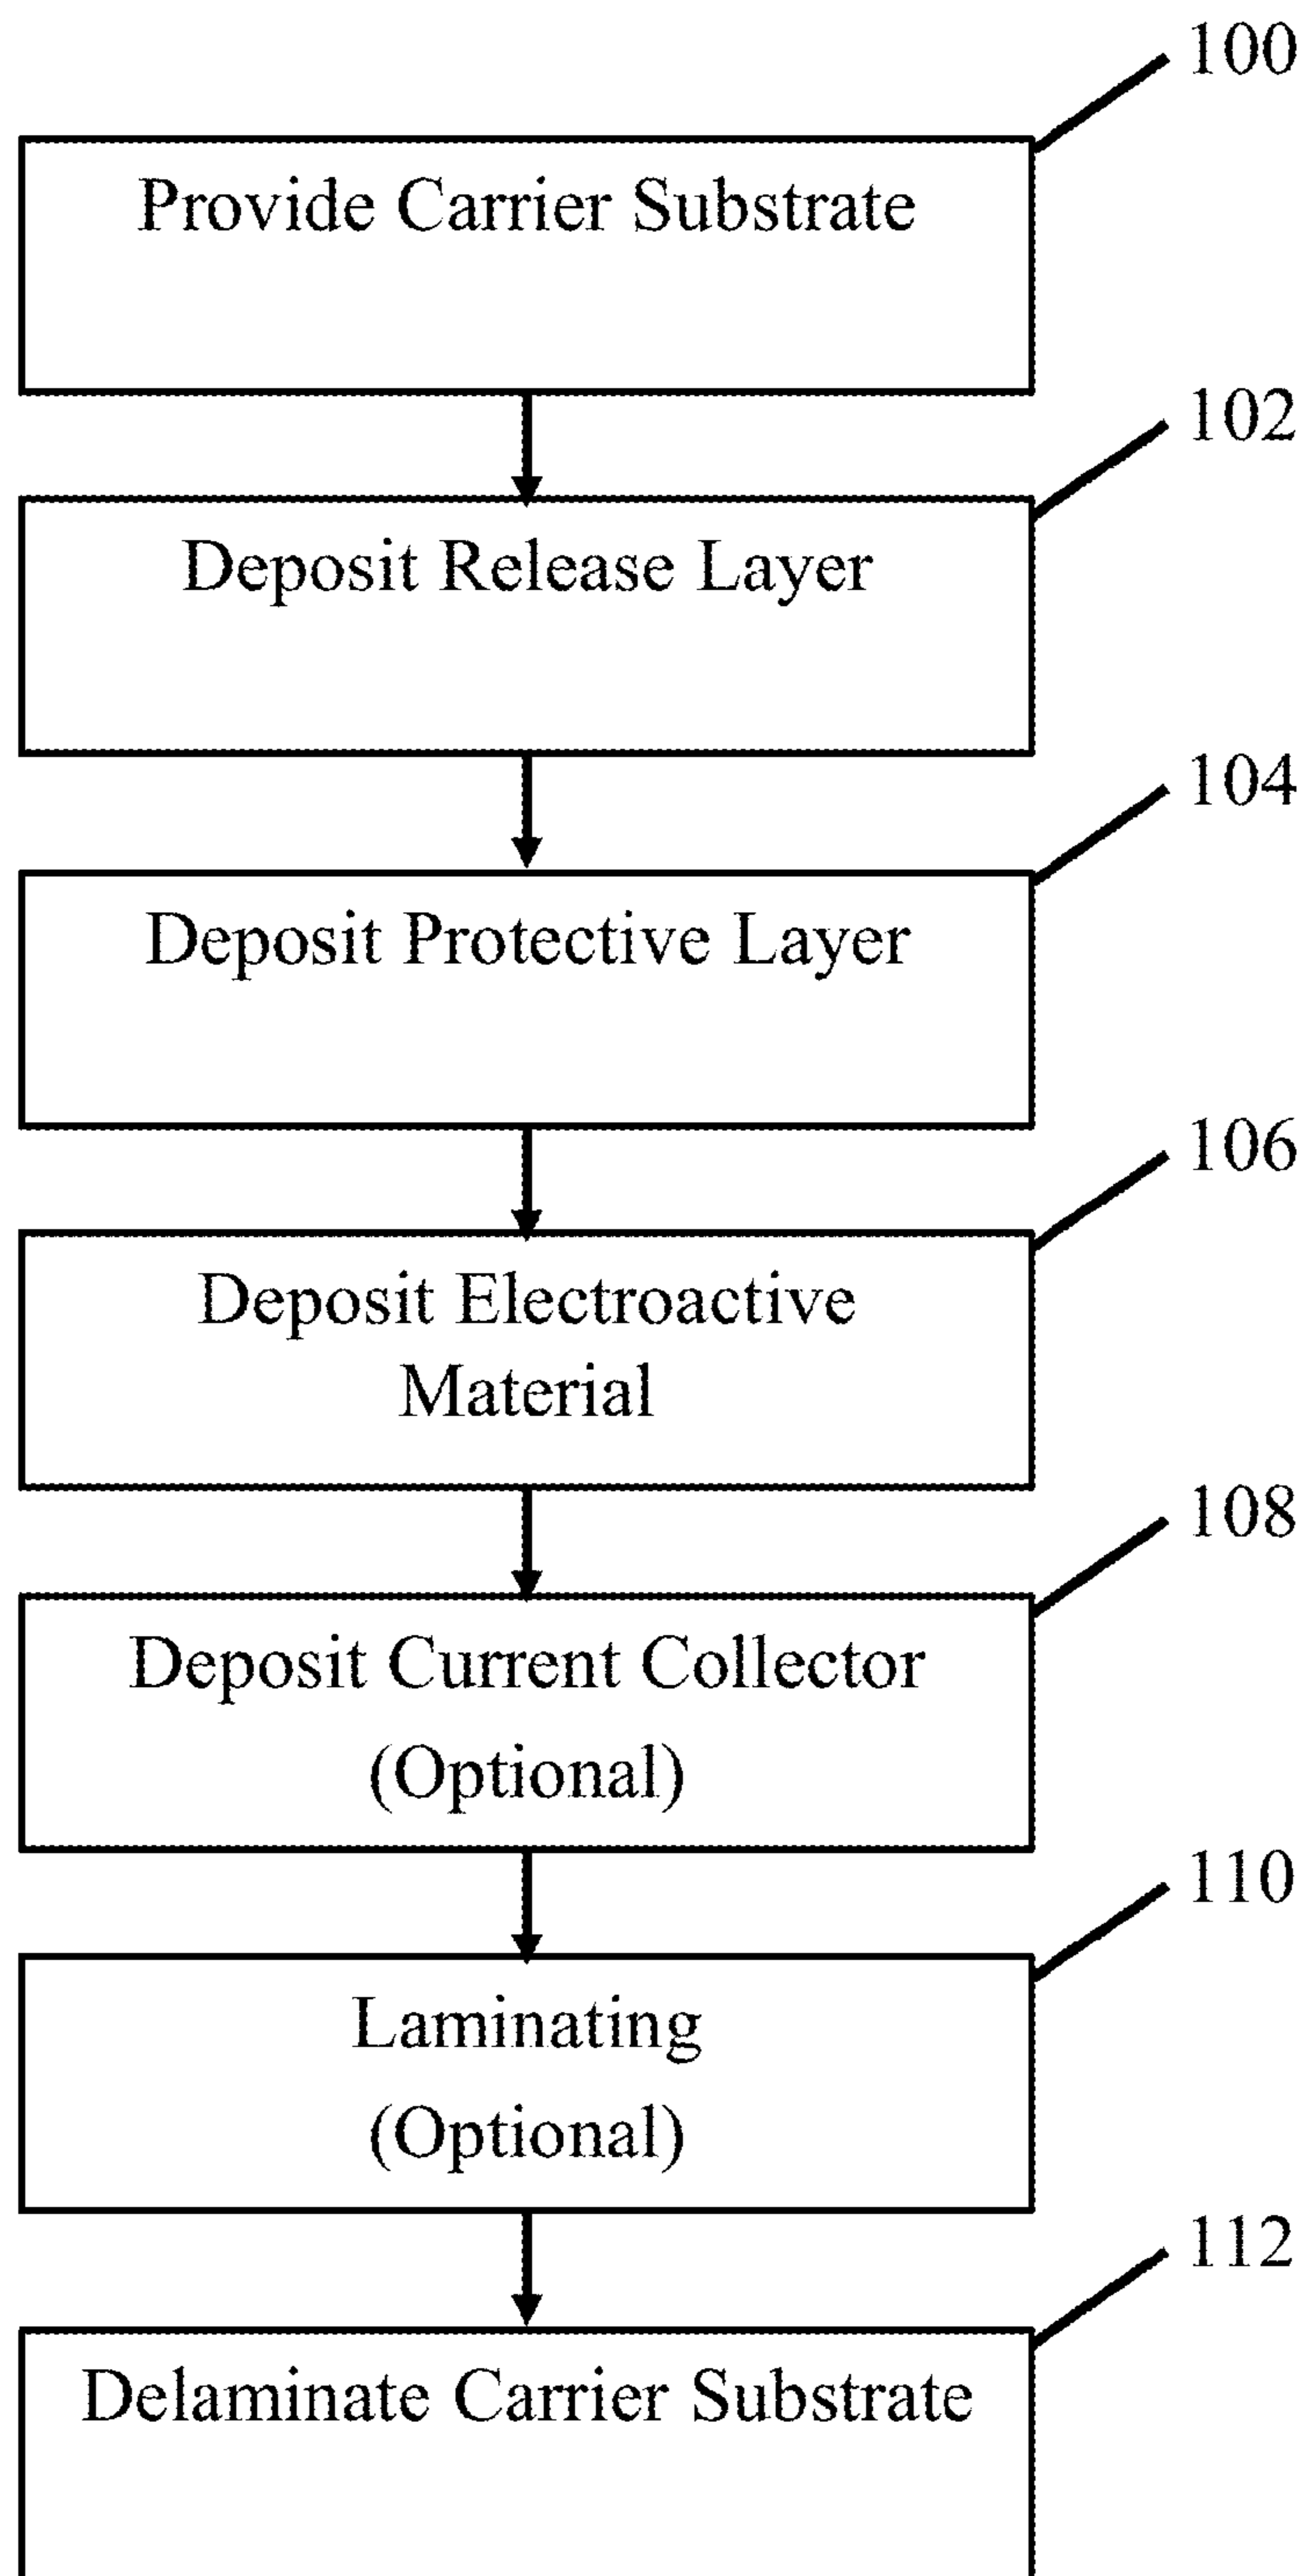 100
Provide Carrier Substrate
102
Deposit Release Layer
104
Deposit Protective Layer
106
Deposit Electroactive
Material
108
Deposit Current Collector
(Optional)
110
Laminating
(Optional)
112
Delaminate Carrier Substrate